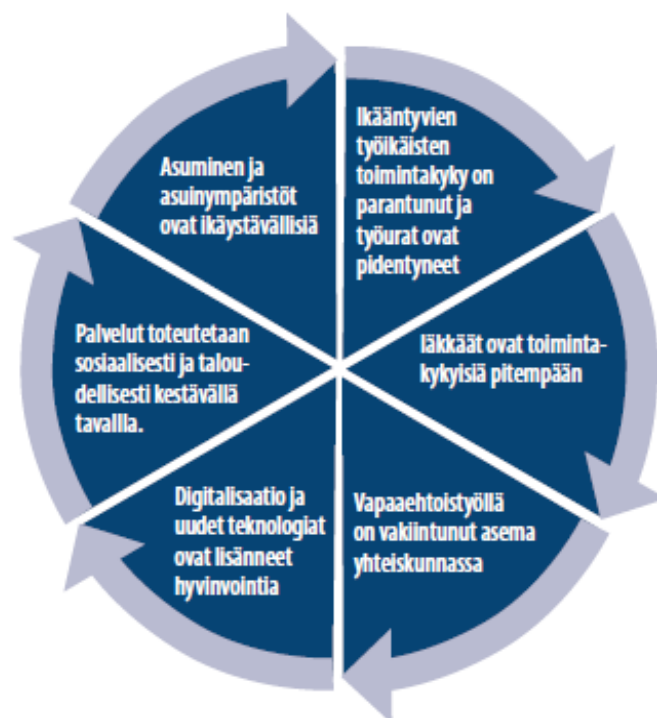 Ikääntyvien
työikäisten
toimintakyky on
parantunut ja
työurat ovat
pidentyneet
Iäkkäät ovat toiminta-
kykyisiä pitempään
Vapaaehtoistyöllä
on vakiintunut asema
yhteiskunnassa
Digitalisaatio ja
uudet teknologiat
ovat lisänneet
hyvinvointia
Palvelut toteutetaan
sosiaalisesti ja talou-
dellisesti kestävällä
tavallla.
Asuminen ja
asuinympäristöt
ovat ikäystävällisiä